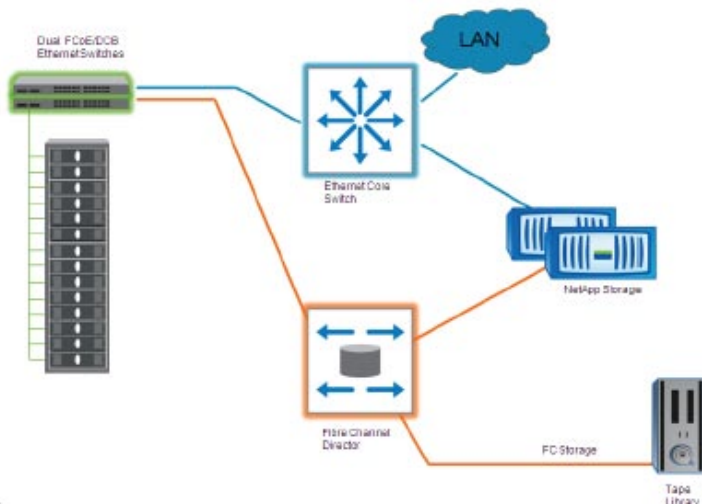 Dual FCoE/DCB
Ethernet Switches
LAN
Ethernet Core
Switch
NetApp Storage
Fibre Channel
Director
FC Storage
Tape
Library